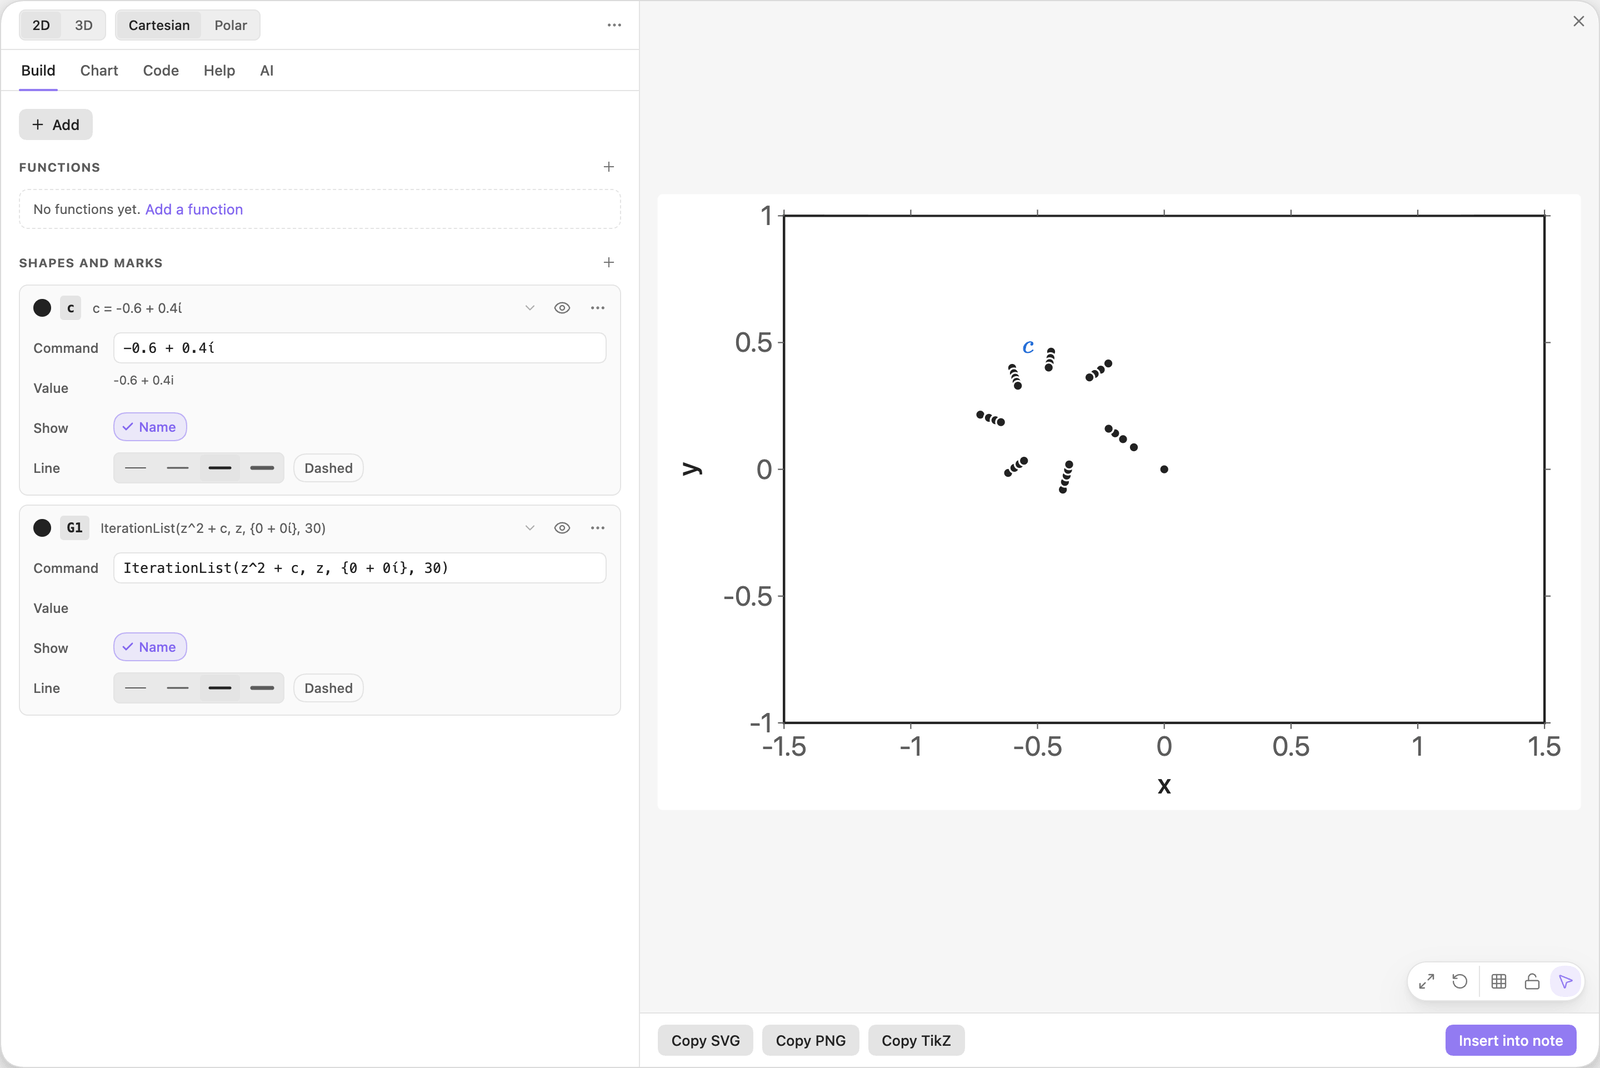 2D 3D Cartesian Polar
Build Chart Code Help AI
+ Add
FUNCTIONS
No functions yet. Add a function
SHAPES AND MARKS
c c = -0.6 + 0.4ί
Command -0.6 + 0.4ί
Value -0.6 + 0.4i
Show Name
Line Dashed
G1 IterationList(z^2 + c, z, {0 + 0ί}, 30)
Command IterationList(z^2 + c, z, {0 + 0ί}, 30)
Value
Show Name
Line Dashed
1
0.5
c
y
0
-0.5
-1
-1.5 -1 -0.5 0 0.5 1 1.5
x
Copy SVG Copy PNG Copy TikZ Insert into note